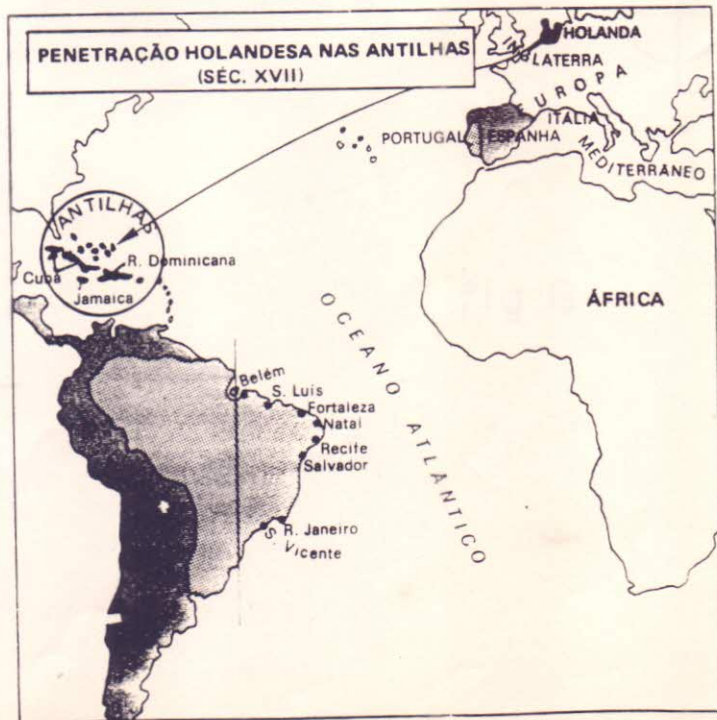 PENETRAÇÃO HOLANDESA NAS ANTILHAS
(SÉC. XVII)
HOLANDA
INGLATERRA
EUROPA
PORTUGAL
ESPANHA
ITÁLIA
MEDITERRÂNEO
ANTILHAS
R. Dominicana
Cuba
Jamaica
ÁFRICA
OCEANO ATLÂNTICO
Belém
S. Luís
Fortaleza
Natal
Recife
Salvador
R. Janeiro
S. Vicente